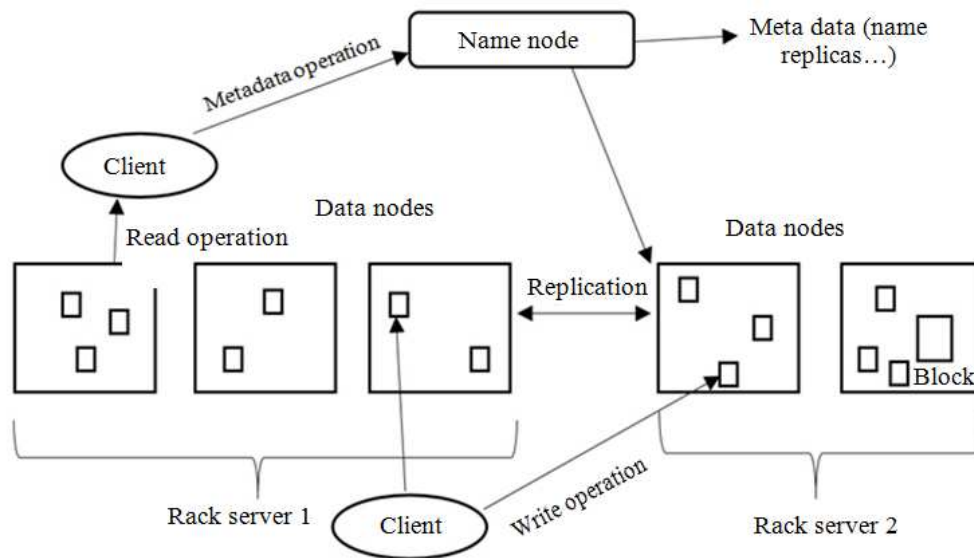 Name node
Meta data (name
replicas…)
Metadata operation
Client
Data nodes
Read operation
Data nodes
Replication
Block
Rack server 1
Client
Write operation
Rack server 2